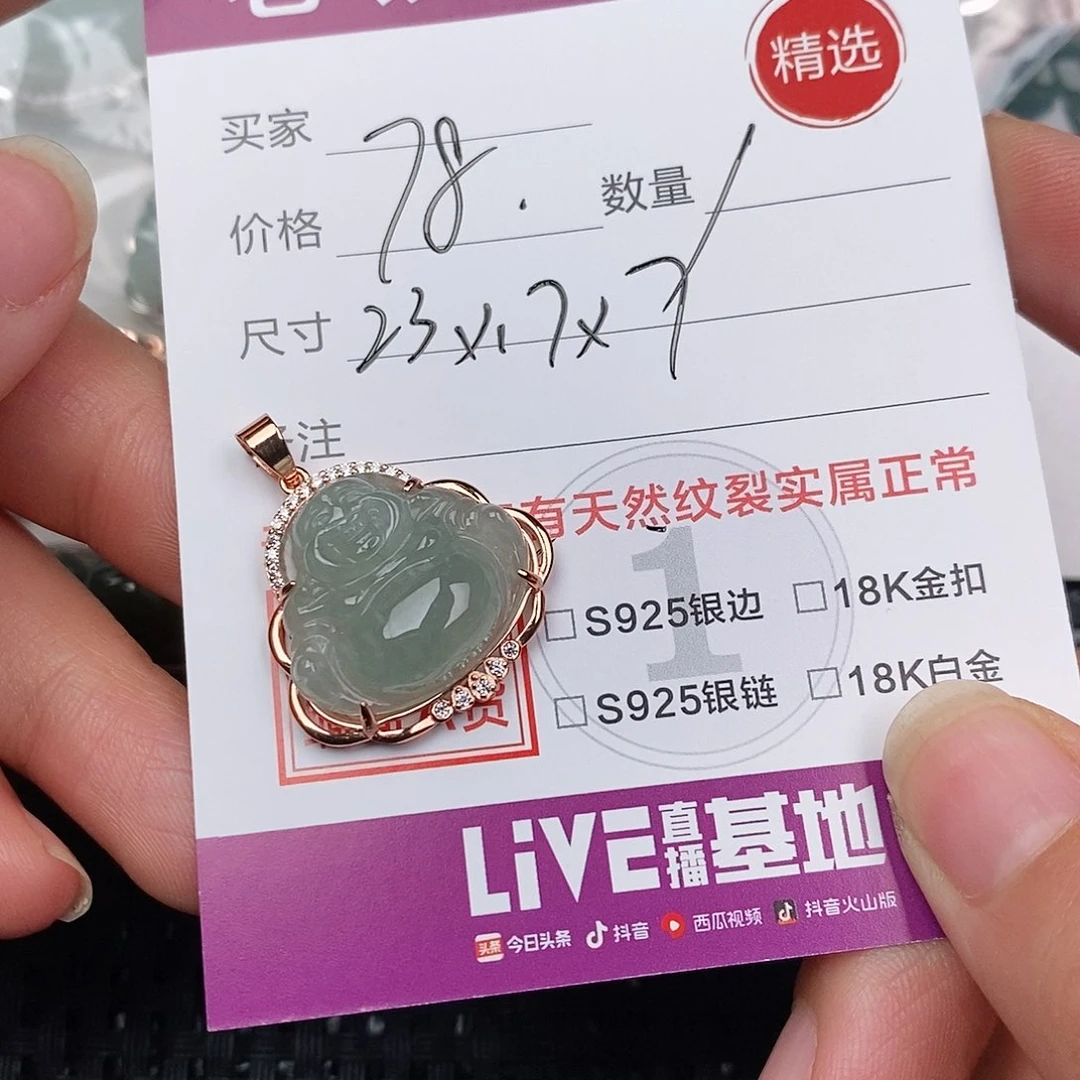 精选
买家
78.
价格
数量
尺寸 23x17x7
注
有天然纹裂实属正常
1
□S925银边 □18K金扣
□S925银链 □18K白金
货
LiVE直播基地
头条 今日头条 抖音 西瓜视频 抖音火山版